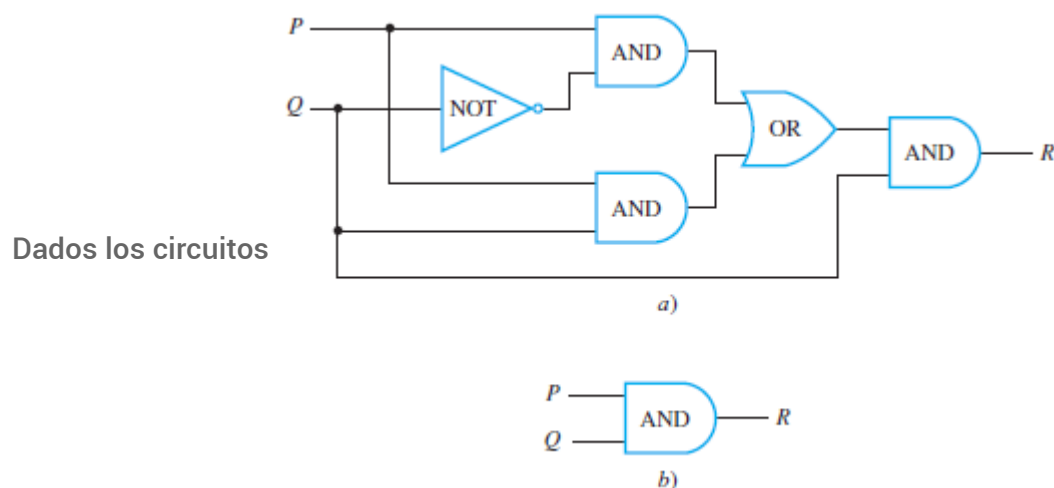 P
AND
Q
NOT
OR
AND
R
AND
Dados los circuitos
a)
P
AND
R
Q
b)